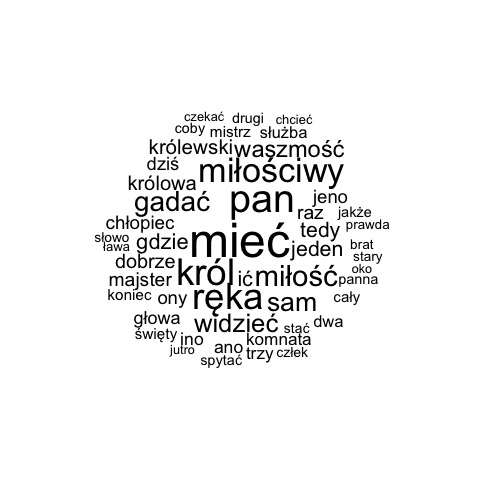 czekać drugi chcieć
coby mistrz służba
królewski waszmość
dziś miłościwy
królowa
gadać pan jeno
raz jakże
chłopiec tedy prawda
słowo gdzie mieć jeden brat
ława stary
dobrze król ić miłość oko
majster panna
koniec ony ręka sam cały
głowa widzieć stać dwa
święty ino komnata
jutro ano trzy człek
spytać